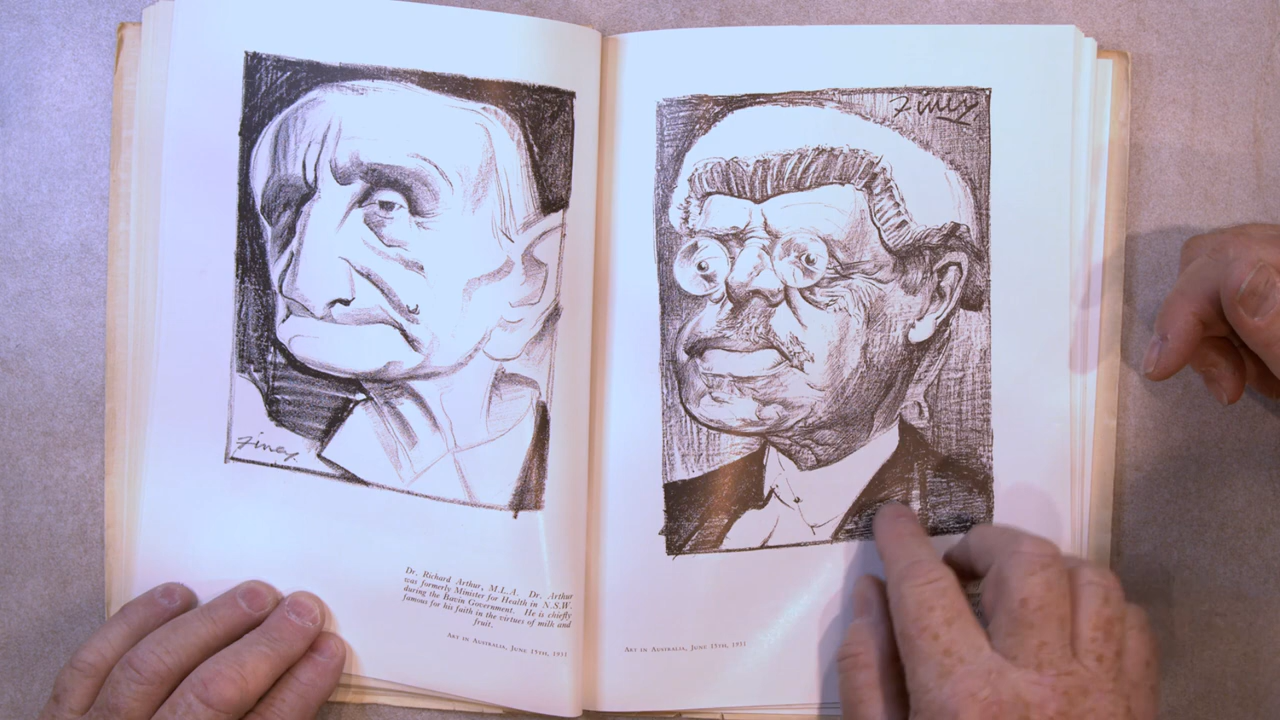 Finey
Dr. Richard Arthur, M.L.A. Dr. Arthur
was formerly Minister for Health in N.S.W.
during the Bavin Government. He is chiefly
famous for his faith in the virtues of milk and
fruit.
ART IN AUSTRALIA, JUNE 15TH, 1931
Finey
ART IN AUSTRALIA, JUNE 15TH, 1931